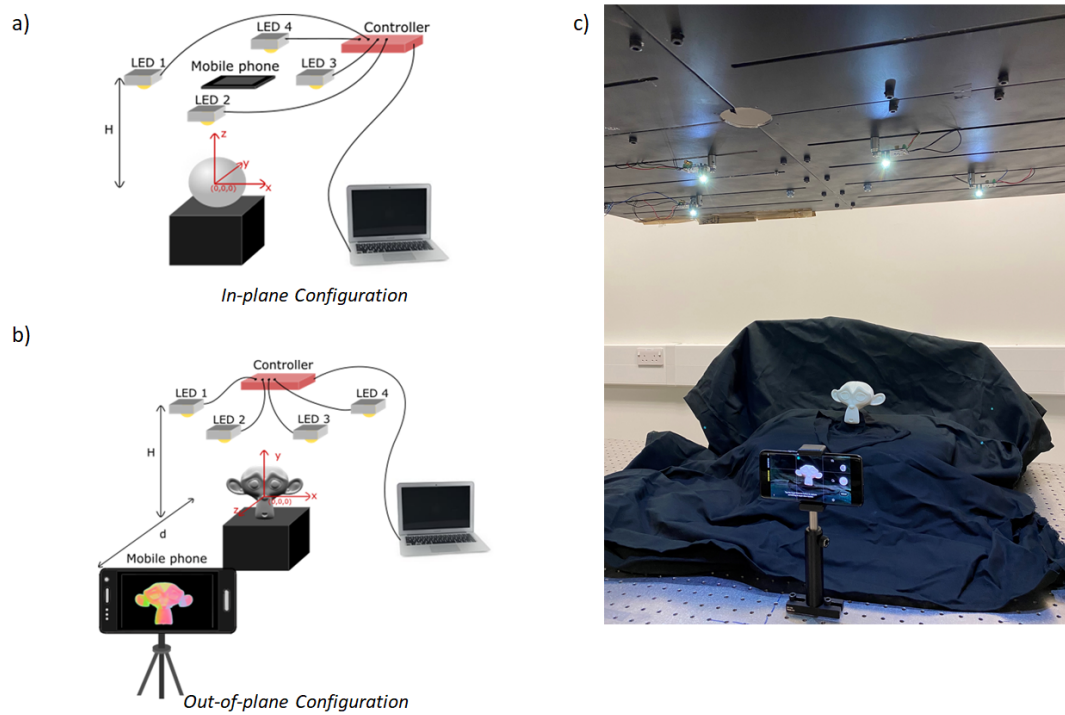 a)
LED 4
Controller
LED 1
Mobile phone
LED 3
LED 2
H
z
y
(0,0,0)
x
In-plane Configuration
b)
Controller
LED 1
LED 4
LED 2
LED 3
H
y
x
z
(0,0,0)
d
Mobile phone
Out-of-plane Configuration
c)